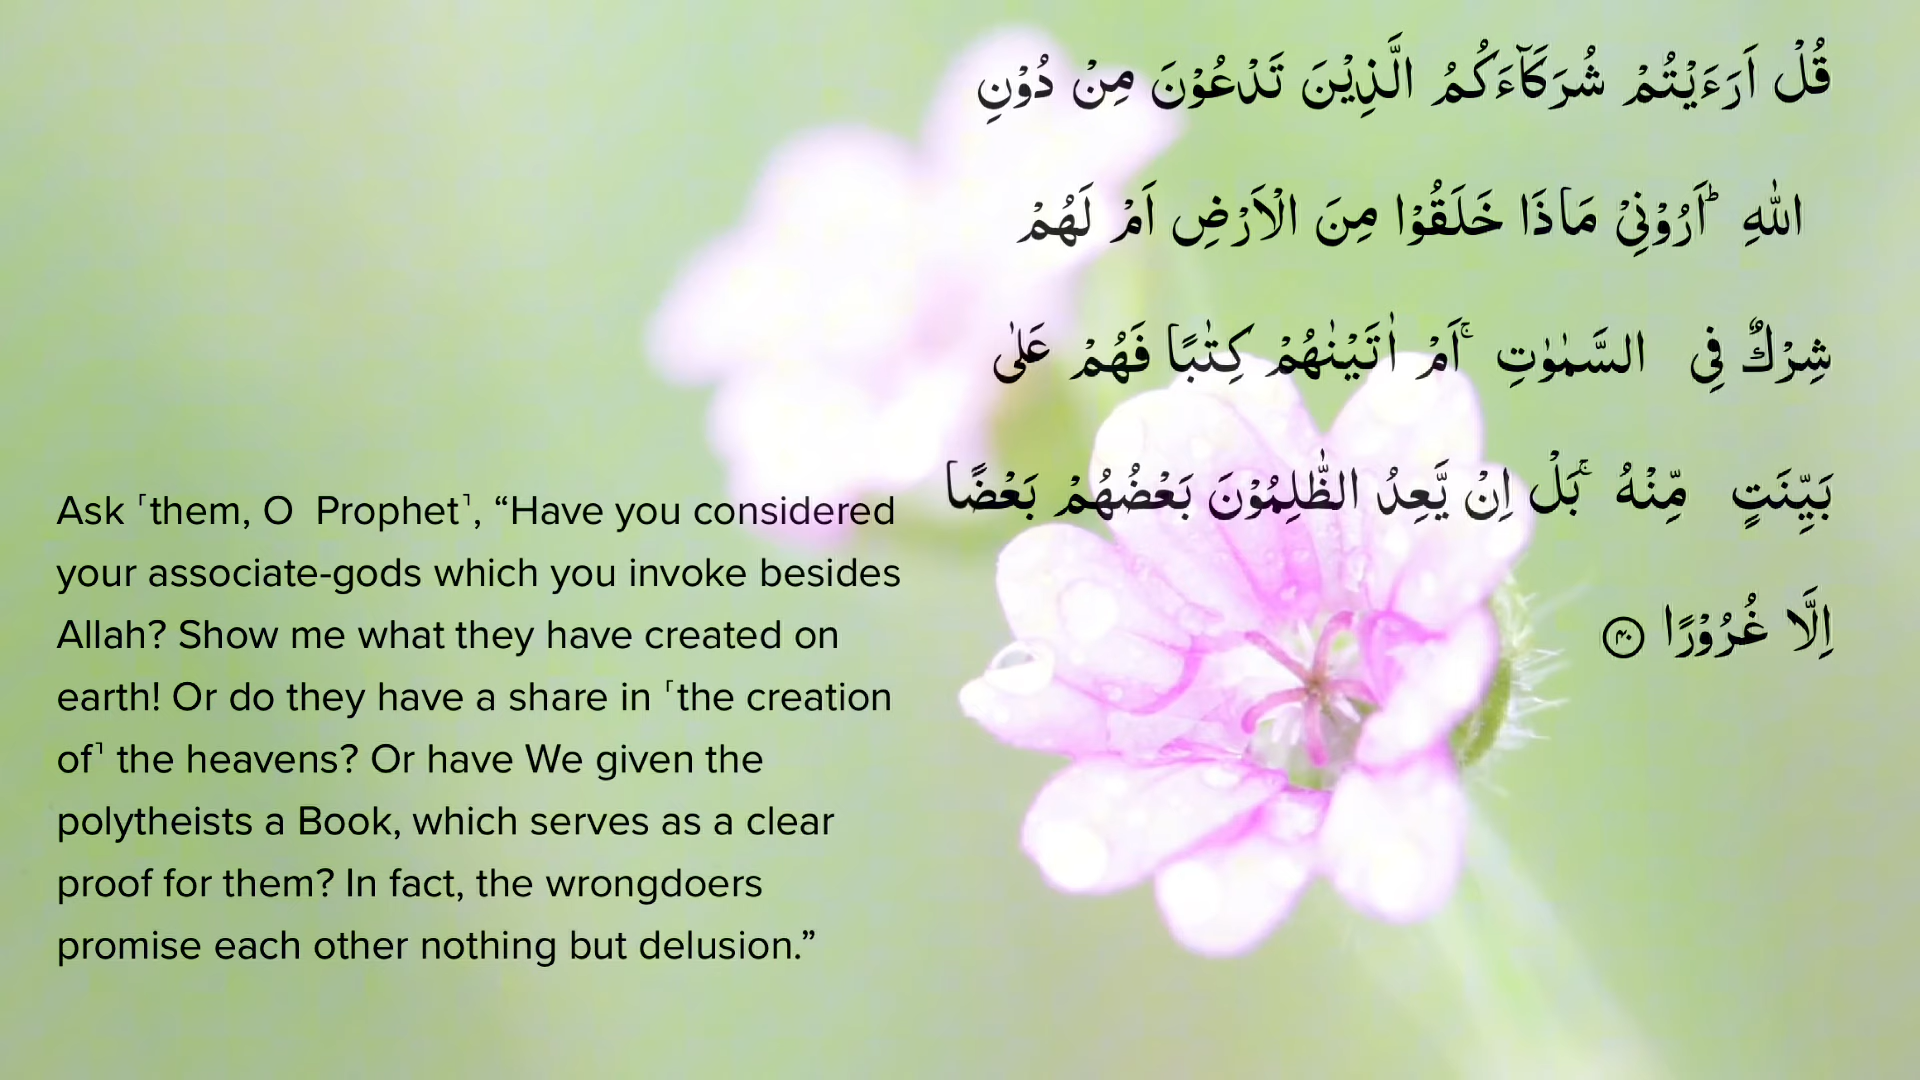 قُلْ اَرَءَيْتُمْ شُرَكَآءَكُمُ الَّذِيْنَ تَدْعُوْنَ مِنْ دُوْنِ
اللّٰهِ ؕ اَرُوْنِيْ مَاذَا خَلَقُوْا مِنَ الْاَرْضِ اَمْ لَهُمْ
شِرْكٌ فِى السَّمٰوٰتِ ۚ اَمْ اٰتَيْنٰهُمْ كِتٰبًا فَهُمْ عَلٰى
بَيِّنَتٍ مِّنْهُ ۚ بَلْ اِنْ يَّعِدُ الظّٰلِمُوْنَ بَعْضُهُمْ بَعْضًا
اِلَّا غُرُوْرًا ۴۰
Ask ˹them, O Prophet˺, “Have you considered
your associate-gods which you invoke besides
Allah? Show me what they have created on
earth! Or do they have a share in ˹the creation
of˺ the heavens? Or have We given the
polytheists a Book, which serves as a clear
proof for them? In fact, the wrongdoers
promise each other nothing but delusion.”